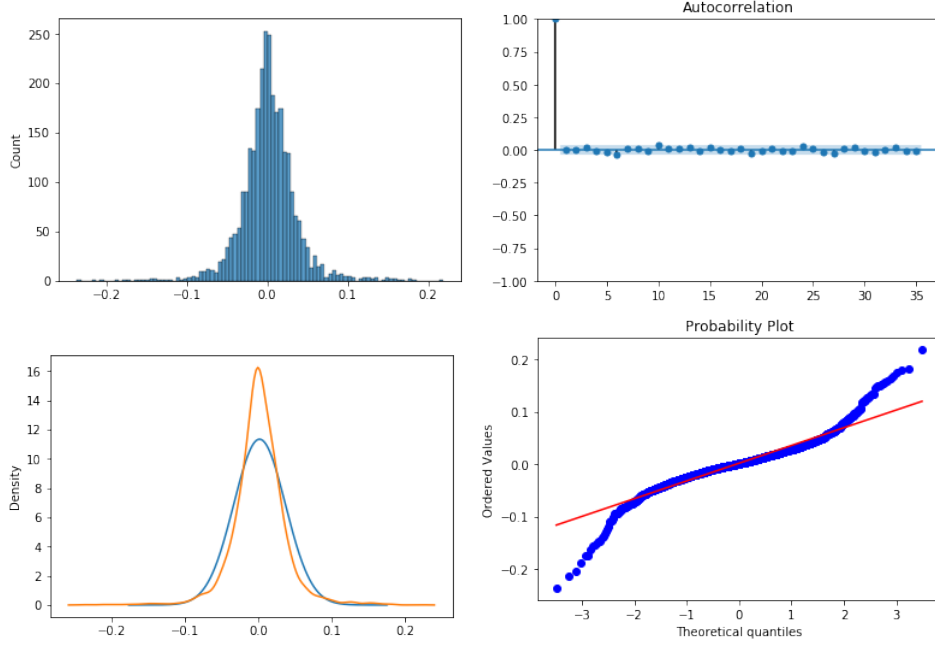 250
200
150
100
50
0
Count
−0.2 −0.1 0.0 0.1 0.2
Autocorrelation
1.00
0.75
0.50
0.25
0.00
−0.25
−0.50
−0.75
−1.00
0 5 10 15 20 25 30 35
16
14
12
10
8
6
4
2
0
Density
−0.2 −0.1 0.0 0.1 0.2
Probability Plot
0.2
0.1
0.0
−0.1
−0.2
Ordered Values
−3 −2 −1 0 1 2 3
Theoretical quantiles